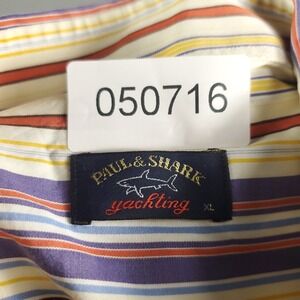 050716
PAUL & SHARK
yachting
XL